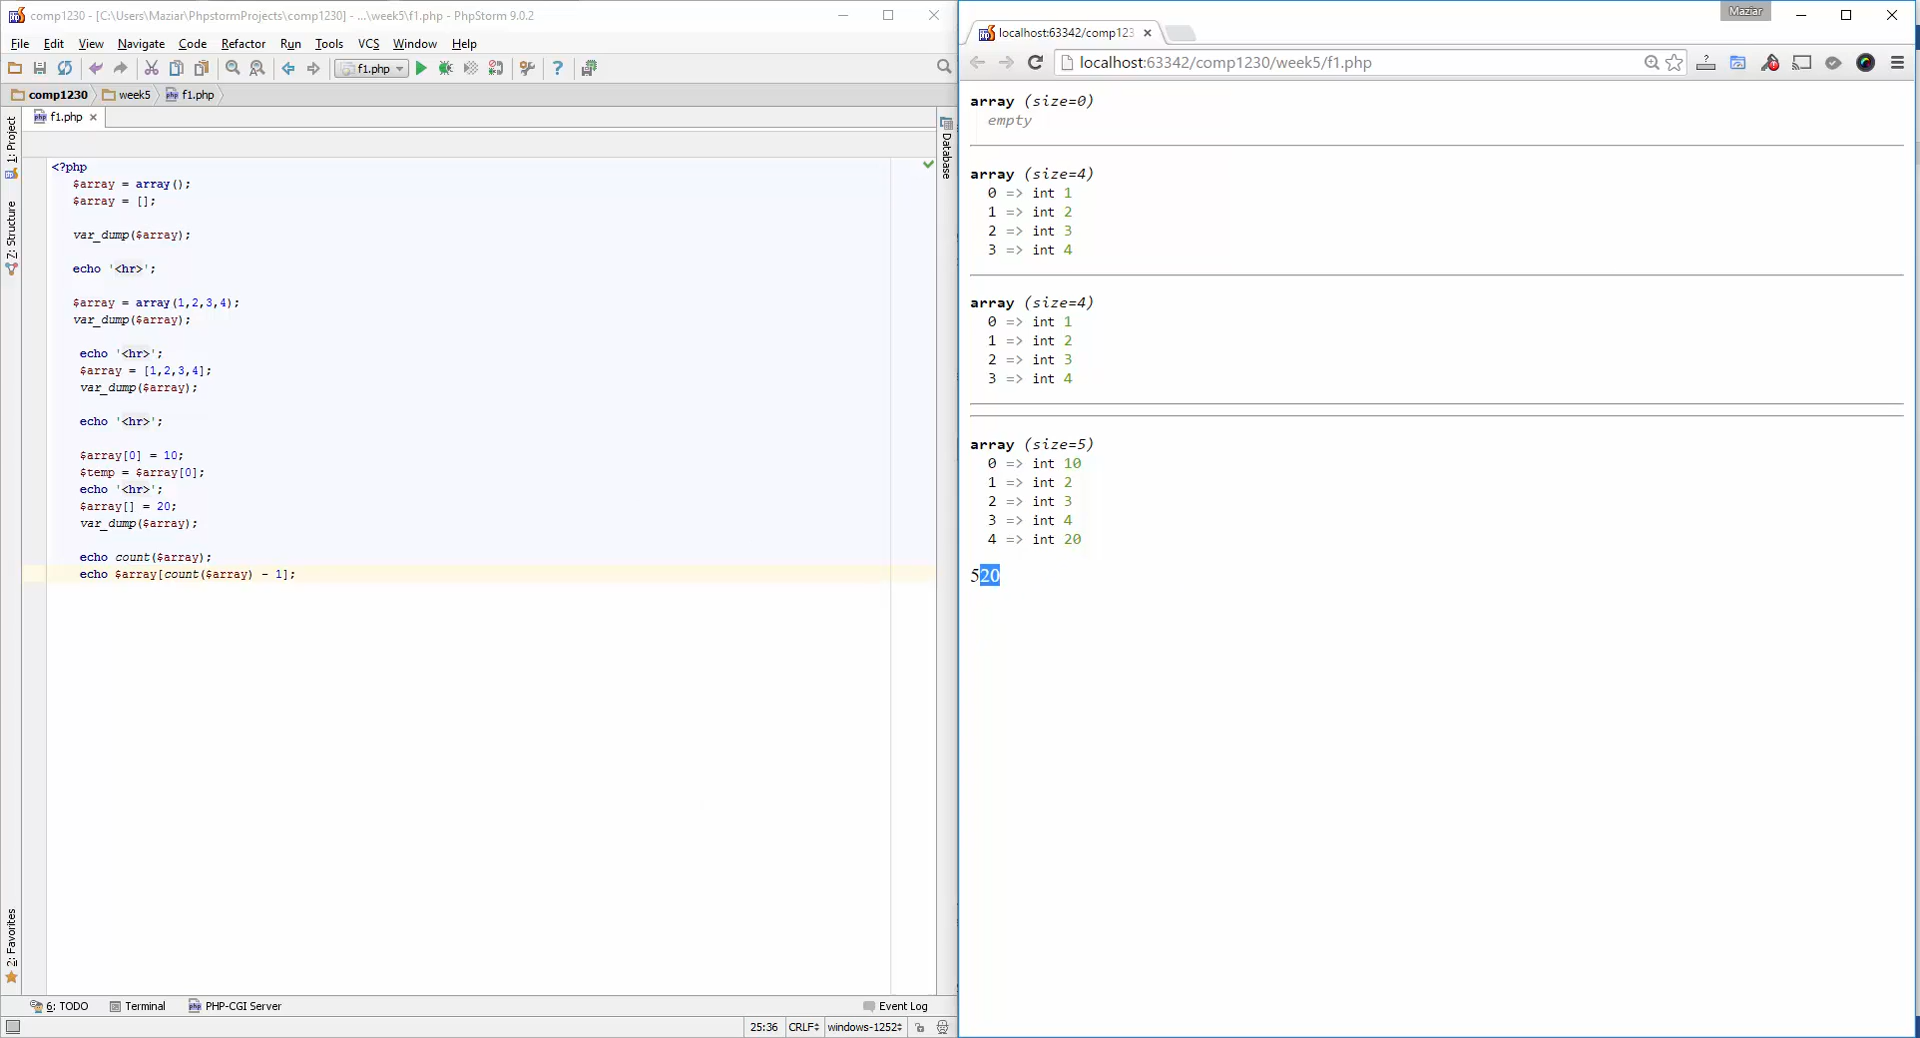 comp1230 - [C:\Users\Maziar\PhpstormProjects\comp1230] - ...\week5\f1.php - PhpStorm 9.0.2
File Edit View Navigate Code Refactor Run Tools VCS Window Help
f1.php
comp1230 week5 f1.php
f1.php
1: Project
Z: Structure
2: Favorites
Database
<?php
$array = array();
$array = [];
var_dump($array);
echo '<hr>';
$array = array(1,2,3,4);
var_dump($array);
echo '<hr>';
$array = [1,2,3,4];
var_dump($array);
echo '<hr>';
$array[0] = 10;
$temp = $array[0];
echo '<hr>';
$array[] = 20;
var_dump($array);
echo count($array);
echo $array[count($array) - 1];
6: TODO Terminal PHP-CGI Server Event Log
25:36 CRLF windows-1252
Maziar
localhost:63342/comp123
localhost:63342/comp1230/week5/f1.php
array (size=0)
empty
array (size=4)
0 => int 1
1 => int 2
2 => int 3
3 => int 4
array (size=4)
0 => int 1
1 => int 2
2 => int 3
3 => int 4
array (size=5)
0 => int 10
1 => int 2
2 => int 3
3 => int 4
4 => int 20
520